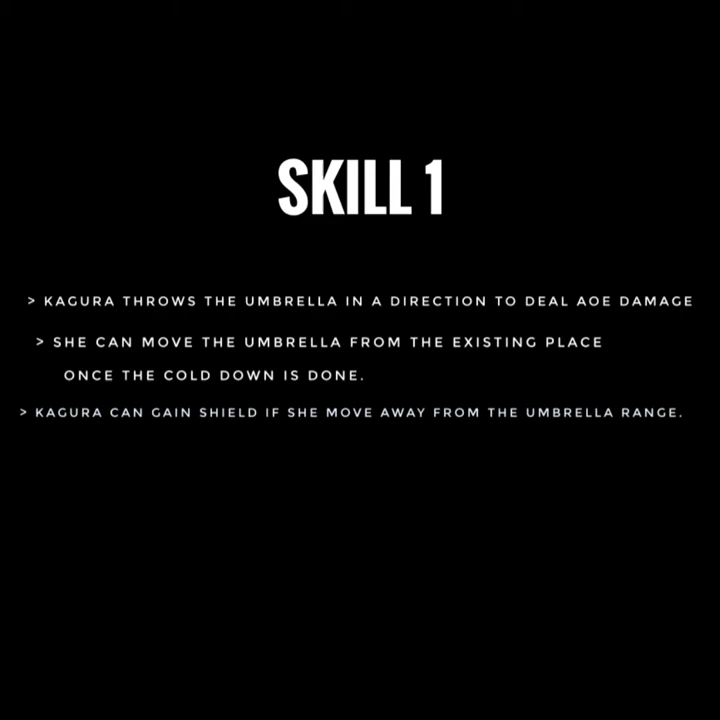 SKILL 1
> KAGURA THROWS THE UMBRELLA IN A DIRECTION TO DEAL AOE DAMAGE
> SHE CAN MOVE THE UMBRELLA FROM THE EXISTING PLACE
ONCE THE COLD DOWN IS DONE.
> KAGURA CAN GAIN SHIELD IF SHE MOVE AWAY FROM THE UMBRELLA RANGE.